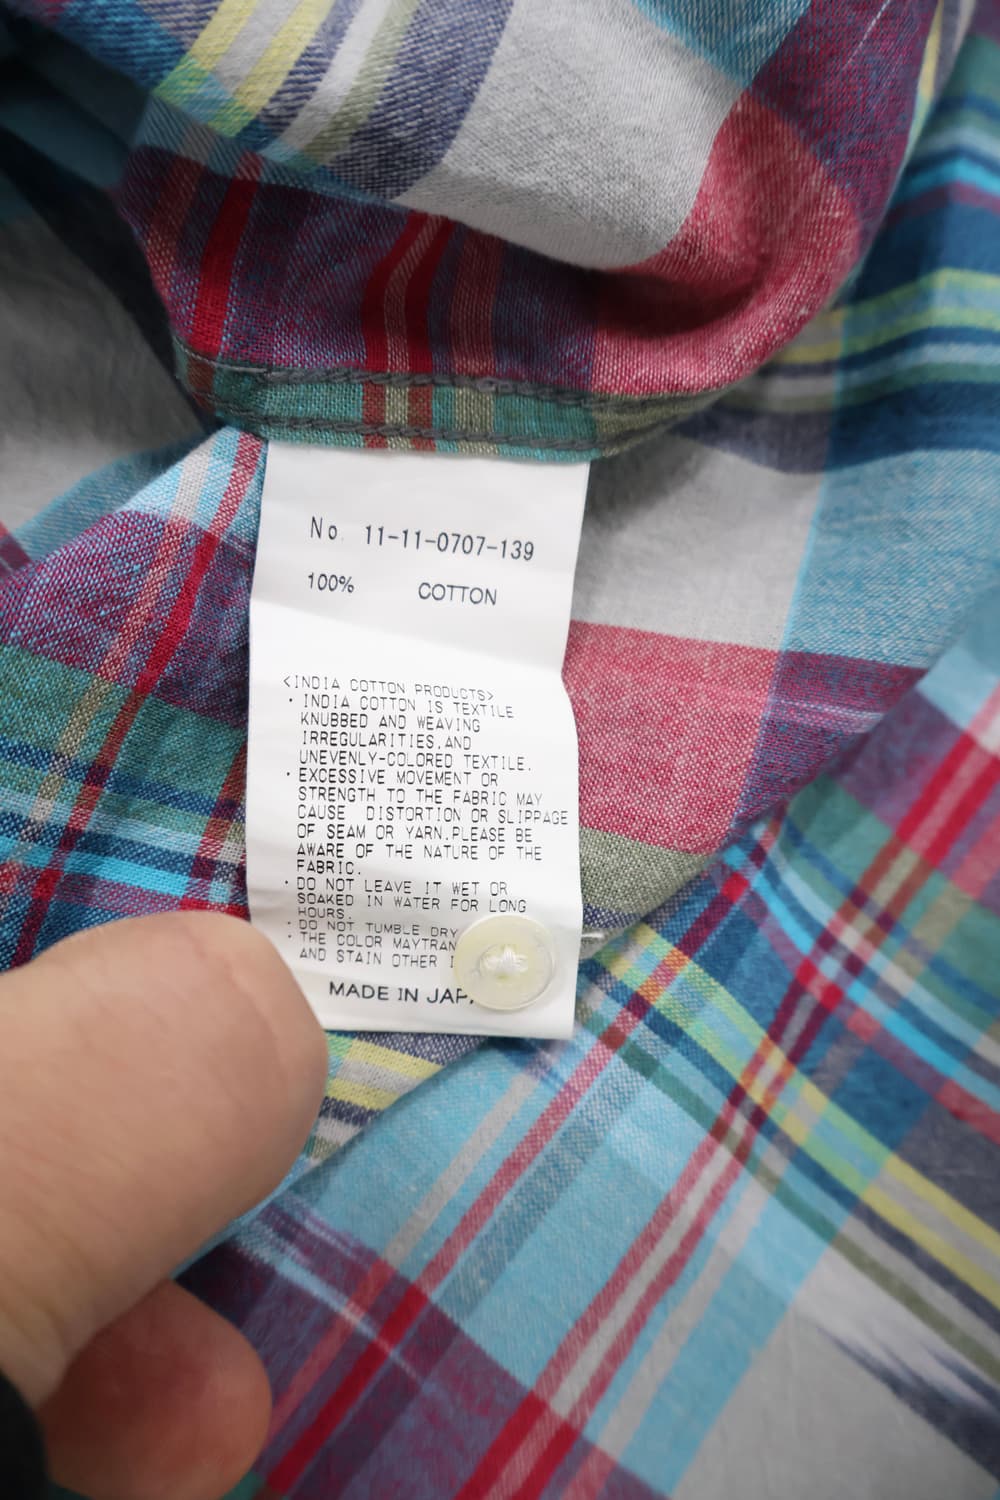 No. 11-11-0707-139
100% COTTON
<INDIA COTTON PRODUCTS>
・INDIA COTTON IS TEXTILE
KNUBBED AND WEAVING
IRREGULARITIES,AND
UNEVENLY-COLORED TEXTILE.
・EXCESSIVE MOVEMENT OR
STRENGTH TO THE FABRIC MAY
CAUSE DISTORTION OR SLIPPAGE
OF SEAM OR YARN.PLEASE BE
AWARE OF THE NATURE OF THE
FABRIC.
・DO NOT LEAVE IT WET OR
SOAKED IN WATER FOR LONG
HOURS.
・DO NOT TUMBLE DRY
・THE COLOR MAYTRAN
AND STAIN OTHER
MADE IN JAP